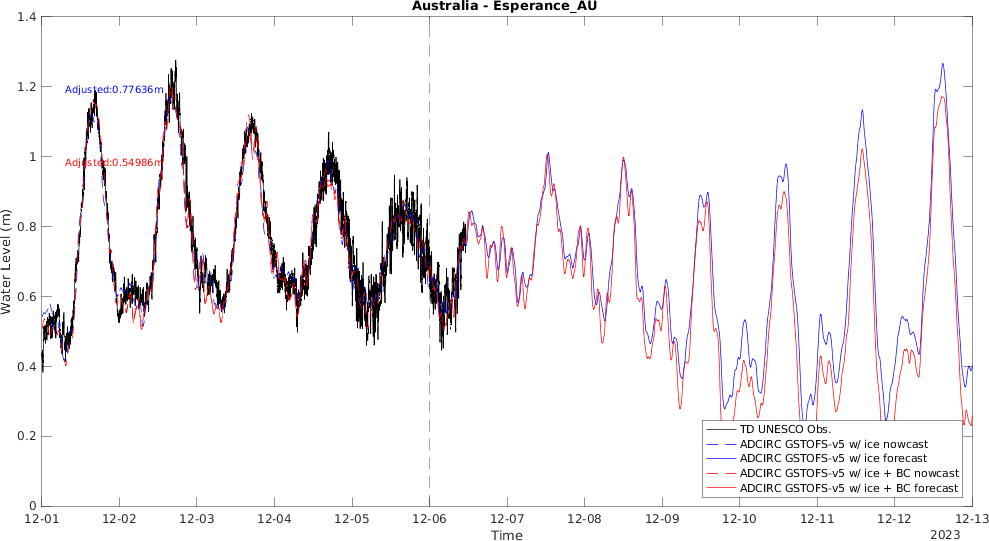 Australia - Esperance_AU
1.4
1.2
1
0.8
0.6
0.4
0.2
0
Water Level (m)
Adjusted:0.77636m
Adjusted:0.54986m
TD UNESCO Obs.
ADCIRC GSTOFS-v5 w/ ice nowcast
ADCIRC GSTOFS-v5 w/ ice forecast
ADCIRC GSTOFS-v5 w/ ice + BC nowcast
ADCIRC GSTOFS-v5 w/ ice + BC forecast
12-01 12-02 12-03 12-04 12-05 12-06 12-07 12-08 12-09 12-10 12-11 12-12 12-13
Time
2023